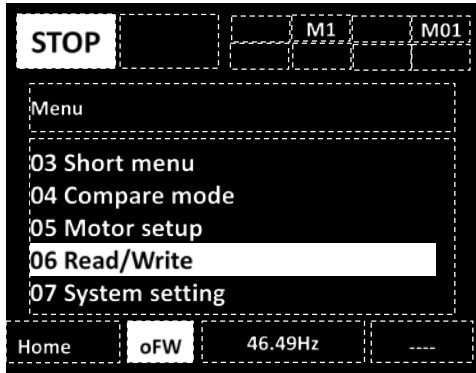 STOP M1 M01
Menu
03 Short menu
04 Compare mode
05 Motor setup
06 Read/Write
07 System setting
Home oFW 46.49Hz ----